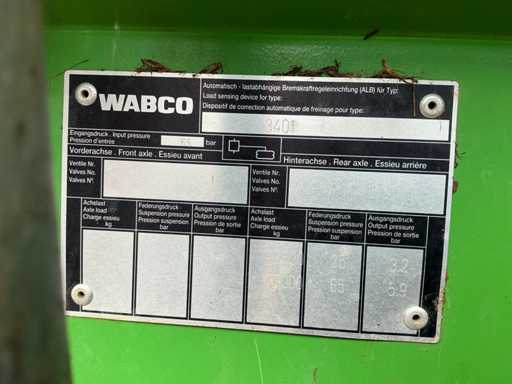 WABCO
Automatisch - lastabhängige Bremskraftregeleinrichtung (ALB) für Typ:
Load sensing device for type:
Dispositif de correction automatique de freinage pour type:
3401
Eingangsdruck . Input pressure
Pression d'entrée
65 bar
Vorderachse . Front axle . Essieu avant
Hinterachse . Rear axle . Essieu arrière
Ventile Nr.
Valves No.
Valves Nº.
Ventile Nr.
Valves No.
Valves Nº.
Achslast
Axle load
Charge essieu
kg
Federungsdruck
Suspension pressure
Pression suspension
bar
Ausgangsdruck
Output pressure
Pression de sortie
bar
Achslast
Axle load
Charge essieu
kg
Federungsdruck
Suspension pressure
Pression suspension
bar
Ausgangsdruck
Output pressure
Pression de sortie
bar
3.2
5.9